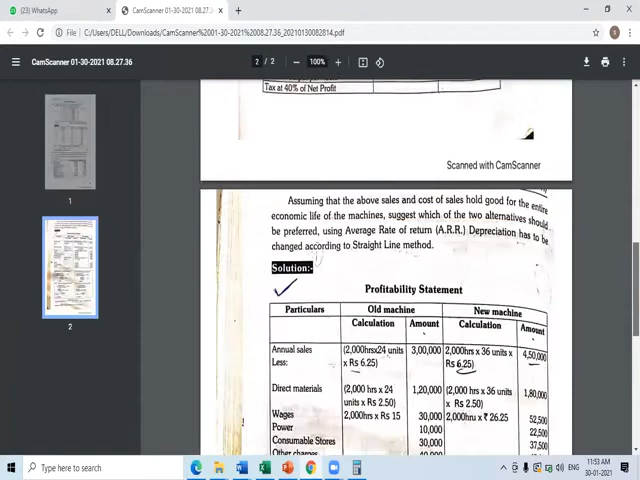 (23) WhatsApp
CamScanner 01-30-2021 08.27.36
C:/Users/DELL/Downloads/CamScanner%2001-30-2021%2008.27.36_20210130082814.pdf
CamScanner 01-30-2021 08.27.36
2 / 2
100%
Tax at 40% of Net Profit
Scanned with CamScanner
1
2
Assuming that the above sales and cost of sales hold good for the entire
economic life of the machines, suggest which of the two alternatives should
be preferred, using Average Rate of return (A.R.R.) Depreciation has to be
changed according to Straight Line method.
Solution:-
Profitability Statement
Particulars Old machine New machine
Calculation Amount Calculation Amount
Annual sales (2,000hrsx24 units 3,00,000 2,000hrs x 36 units x 4,50,000
Less: x Rs 6.25) Rs 6.25)
Direct materials (2,000 hrs x 24 1,20,000 (2,000 hrs x 36 units 1,80,000
units x Rs 2.50) x Rs 2.50)
Wages 2,000hrs x Rs 15 30,000 2,000hru x ₹ 26.25 52,500
Power 10,000 22,500
Consumable Stores 30,000 37,500
Other charges
Type here to search
ENG
11:53 AM
30-01-2021